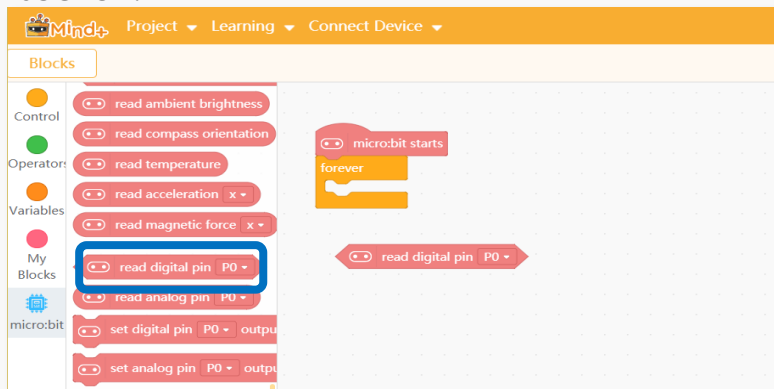 Mind+ Project Learning Connect Device
Blocks
Control
Operators
Variables
My
Blocks
micro:bit
read ambient brightness
read compass orientation
read temperature
read acceleration x
read magnetic force x
read digital pin P0
read analog pin P0
set digital pin P0 outpu
set analog pin P0 outpu
micro:bit starts
forever
read digital pin P0